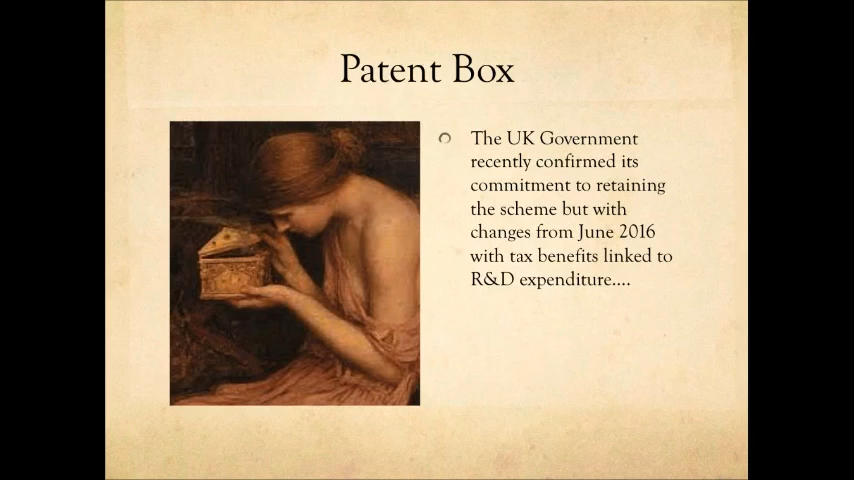 Patent Box
The UK Government
recently confirmed its
commitment to retaining
the scheme but with
changes from June 2016
with tax benefits linked to
R&D expenditure....